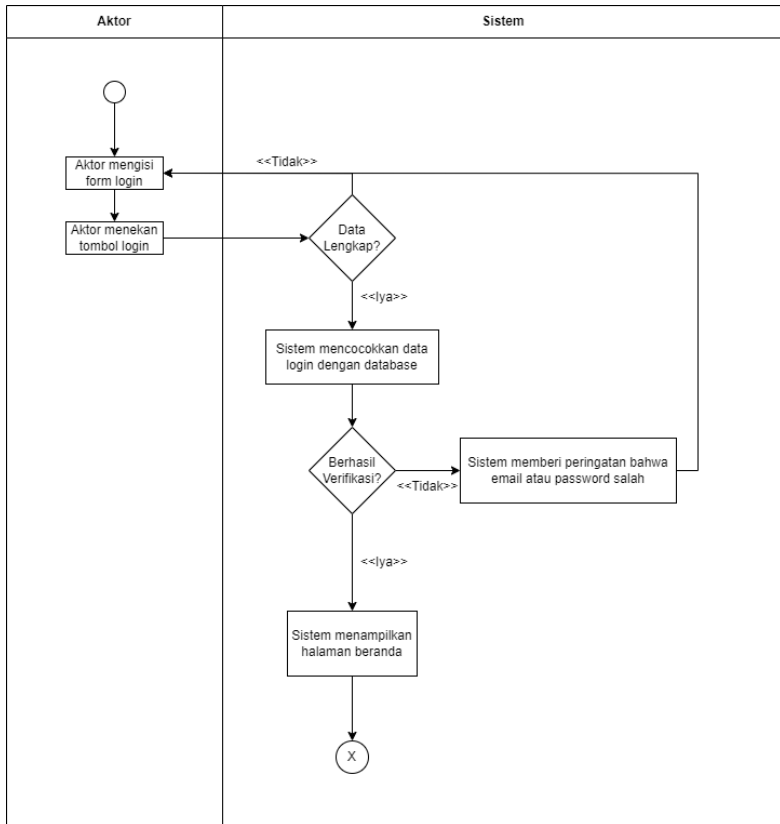 Aktor
Sistem
Aktor mengisi
form login
<<Tidak>>
Aktor menekan
tombol login
Data
Lengkap?
<<Iya>>
Sistem mencocokkan data
login dengan database
Berhasil
Verifikasi?
<<Tidak>>
Sistem memberi peringatan bahwa
email atau password salah
<<Iya>>
Sistem menampilkan
halaman beranda
X